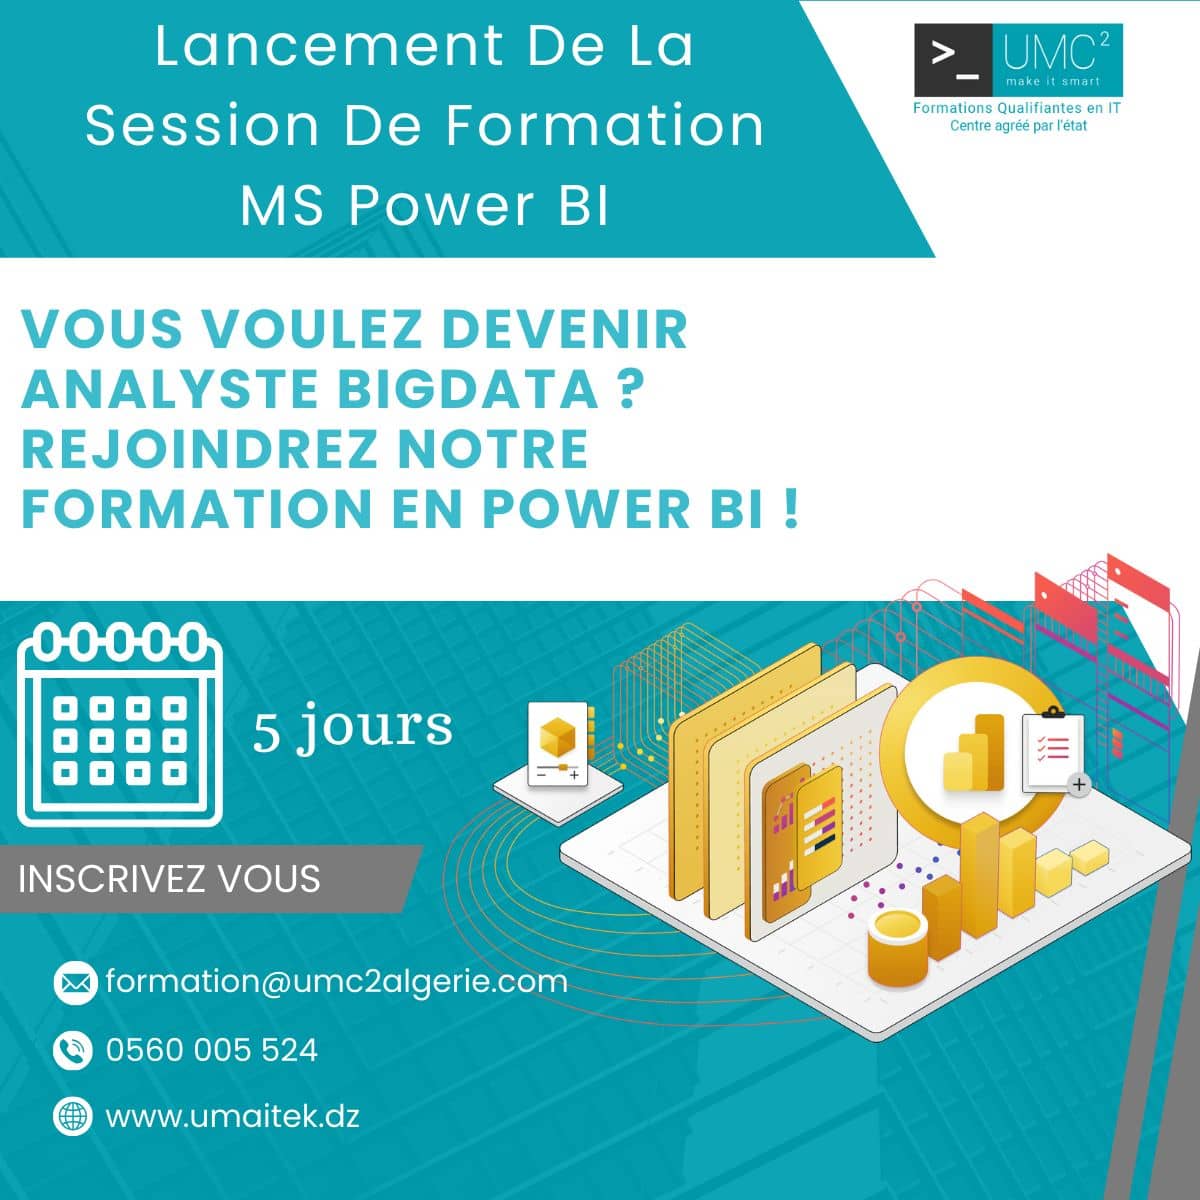 Lancement De La
Session De Formation
MS Power BI
>_ UMC²
make it smart
Formations Qualifiantes en IT
Centre agréé par l'état
VOUS VOULEZ DEVENIR
ANALYSTE BIGDATA ?
REJOINDREZ NOTRE
FORMATION EN POWER BI !
5 jours
INSCRIVEZ VOUS
formation@umc2algerie.com
0560 005 524
www.umaitek.dz